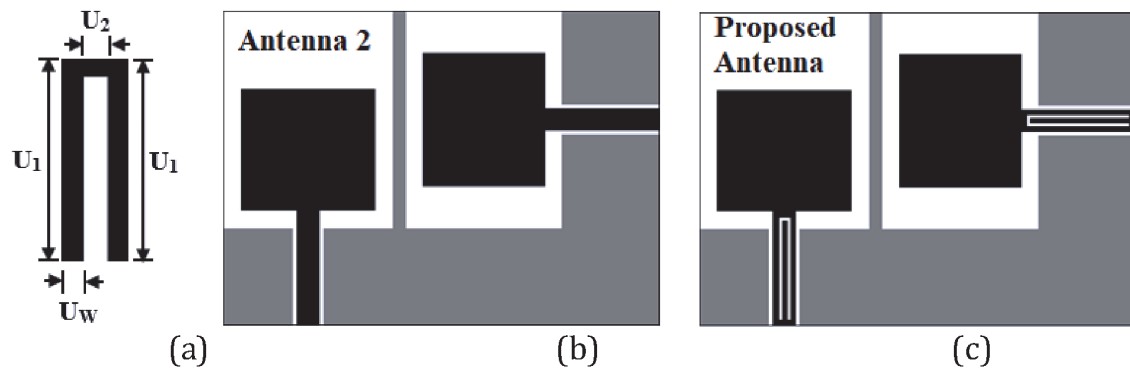 U2
U1
U1
UW
(a)
Antenna 2
(b)
Proposed
Antenna
(c)